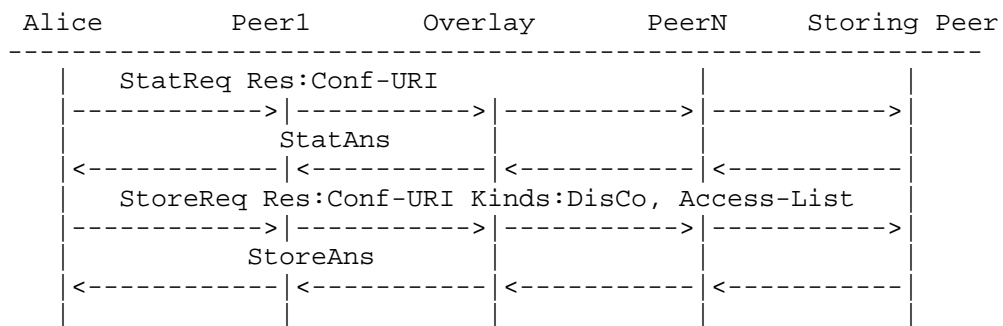 Alice Peer1 Overlay PeerN Storing Peer
----------------------------------------------------------------
| StatReq Res:Conf-URI | |
|------------>|----------->|----------->|----------->|
| StatAns | | |
|<------------|<-----------|<-----------|<-----------|
| StoreReq Res:Conf-URI Kinds:DisCo, Access-List |
|------------>|----------->|----------->|----------->|
| StoreAns | | |
|<------------|<-----------|<-----------|<-----------|
| | | | |